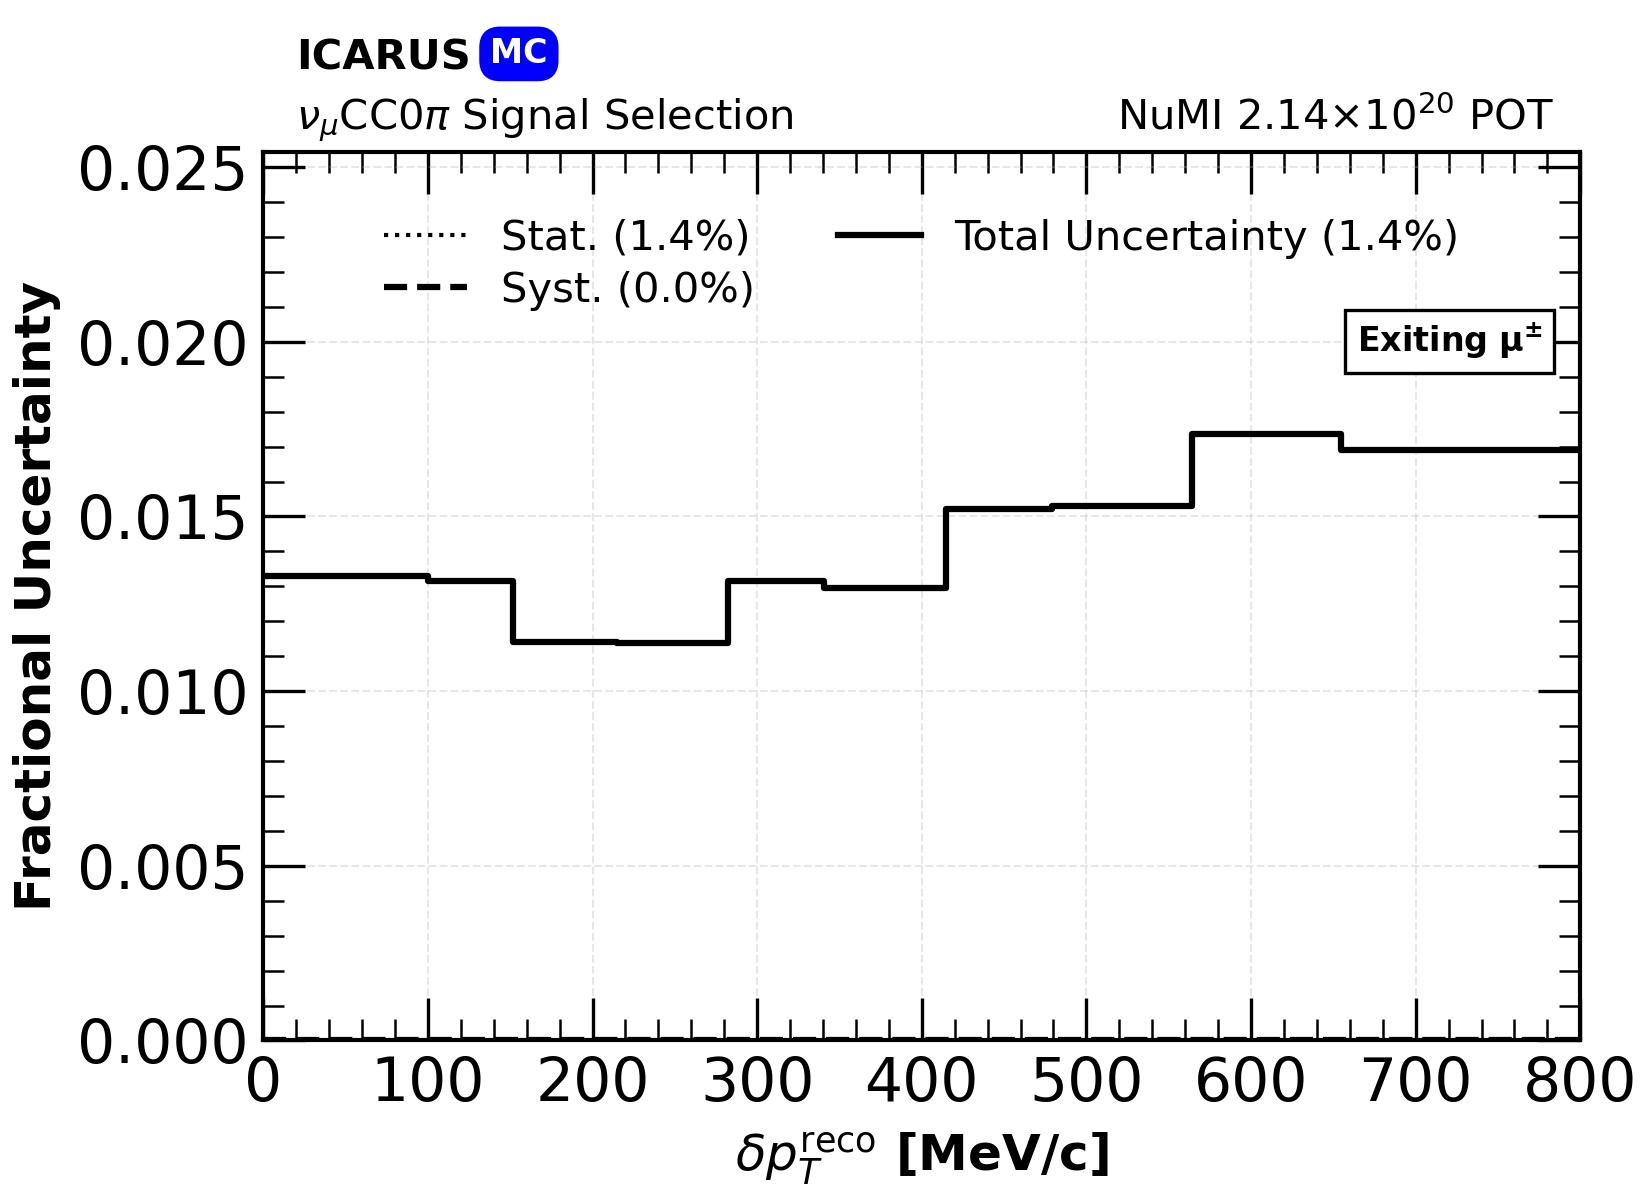 ICARUS MC
νμCC0π Signal Selection
NuMI 2.14×10²⁰ POT
Stat. (1.4%)
Syst. (0.0%)
Total Uncertainty (1.4%)
Exiting μ±
Fractional Uncertainty
0.025
0.020
0.015
0.010
0.005
0.000
0 100 200 300 400 500 600 700 800
δp_T^reco [MeV/c]